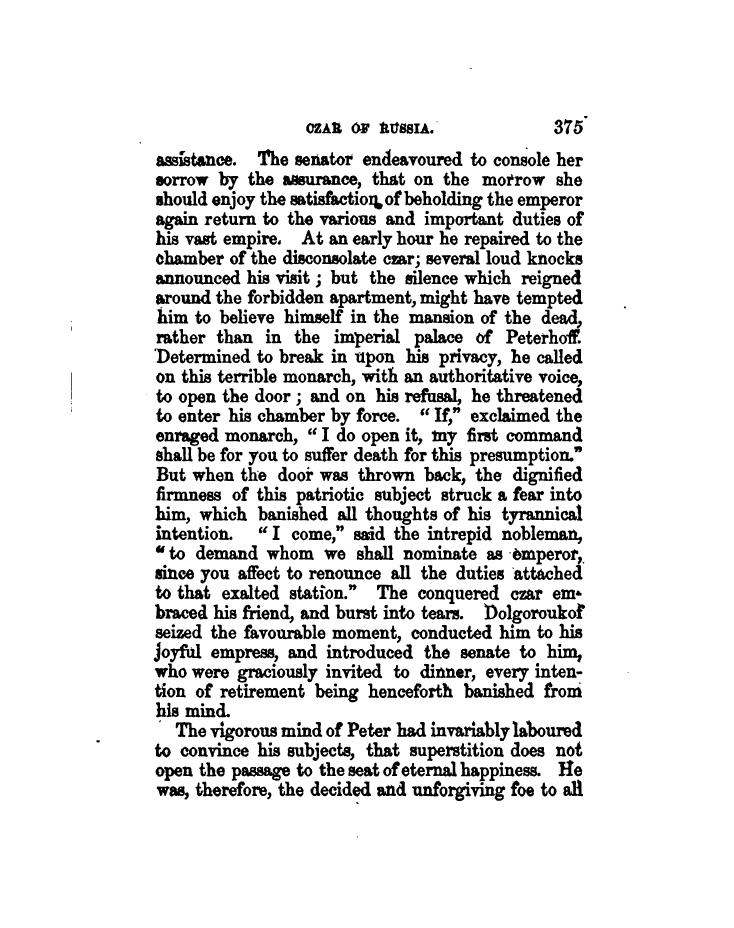 CZAR OF RUSSIA. 375
assistance. The senator endeavoured to console her
sorrow by the assurance, that on the morrow she
should enjoy the satisfaction of beholding the emperor
again return to the various and important duties of
his vast empire. At an early hour he repaired to the
chamber of the disconsolate czar; several loud knocks
announced his visit ; but the silence which reigned
around the forbidden apartment, might have tempted
him to believe himself in the mansion of the dead,
rather than in the imperial palace of Peterhoff.
Determined to break in upon his privacy, he called
on this terrible monarch, with an authoritative voice,
to open the door ; and on his refusal, he threatened
to enter his chamber by force. “ If,” exclaimed the
enraged monarch, “ I do open it, my first command
shall be for you to suffer death for this presumption.”
But when the door was thrown back, the dignified
firmness of this patriotic subject struck a fear into
him, which banished all thoughts of his tyrannical
intention. “ I come,” said the intrepid nobleman,
“ to demand whom we shall nominate as emperor,
since you affect to renounce all the duties attached
to that exalted station.” The conquered czar em-
braced his friend, and burst into tears. Dolgoroukof
seized the favourable moment, conducted him to his
joyful empress, and introduced the senate to him,
who were graciously invited to dinner, every inten-
tion of retirement being henceforth banished from
his mind.
The vigorous mind of Peter had invariably laboured
to convince his subjects, that superstition does not
open the passage to the seat of eternal happiness. He
was, therefore, the decided and unforgiving foe to all